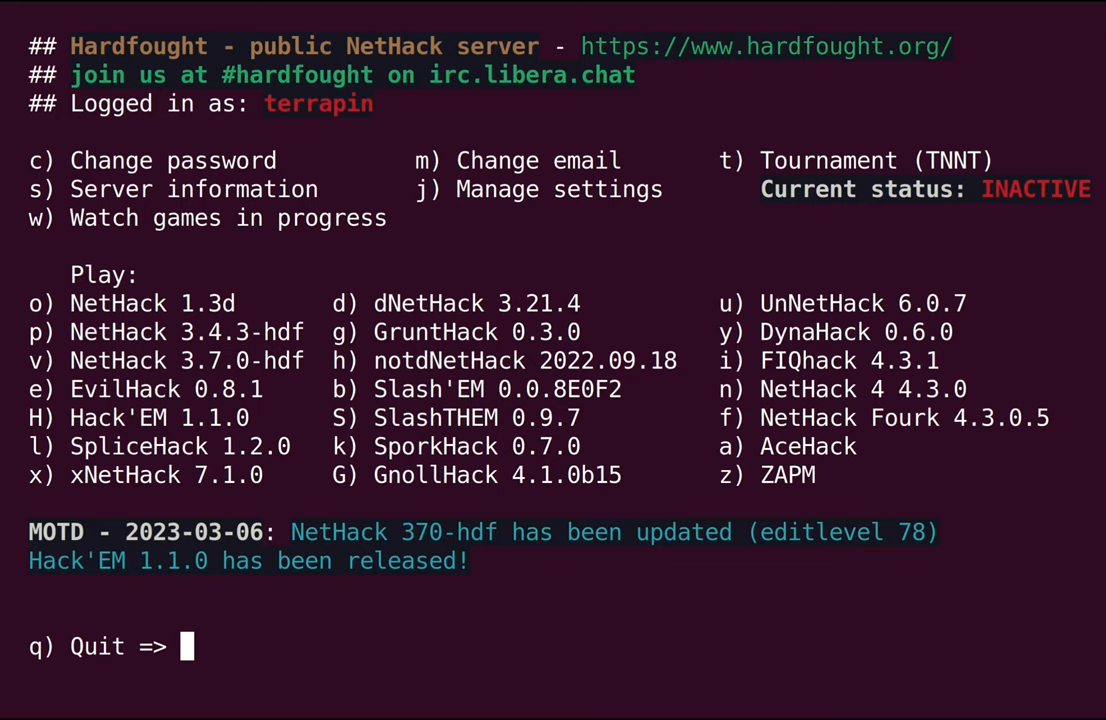 ## Hardfought - public NetHack server - https://www.hardfought.org/
## join us at #hardfought on irc.libera.chat
## Logged in as: terrapin
c) Change password m) Change email t) Tournament (TNNT)
s) Server information j) Manage settings Current status: INACTIVE
w) Watch games in progress
Play:
o) NetHack 1.3d d) dNetHack 3.21.4 u) UnNetHack 6.0.7
p) NetHack 3.4.3-hdf g) GruntHack 0.3.0 y) DynaHack 0.6.0
v) NetHack 3.7.0-hdf h) notdNetHack 2022.09.18 i) FIQhack 4.3.1
e) EvilHack 0.8.1 b) Slash'EM 0.0.8E0F2 n) NetHack 4 4.3.0
H) Hack'EM 1.1.0 S) SlashTHEM 0.9.7 f) NetHack Fourk 4.3.0.5
l) SpliceHack 1.2.0 k) SporkHack 0.7.0 a) AceHack
x) xNetHack 7.1.0 G) GnollHack 4.1.0b15 z) ZAPM
MOTD - 2023-03-06: NetHack 370-hdf has been updated (editlevel 78)
Hack'EM 1.1.0 has been released!
q) Quit =>